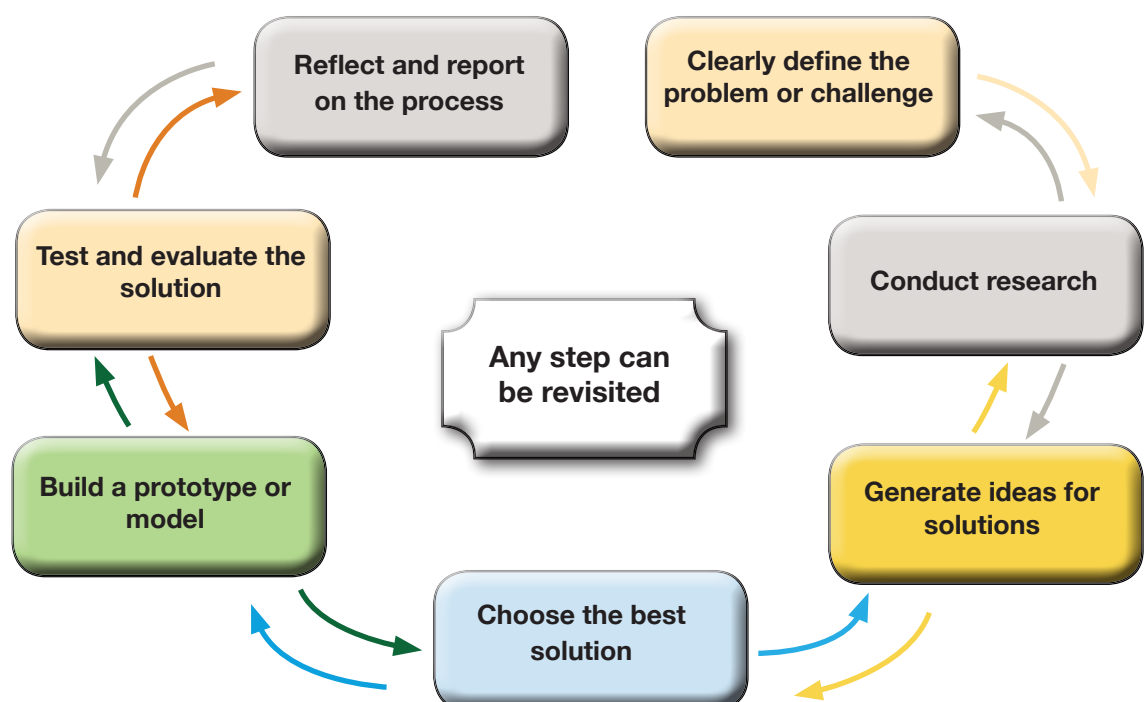 Reflect and report
on the process
Clearly define the
problem or challenge
Test and evaluate the
solution
Conduct research
Any step can
be revisited
Build a prototype or
model
Generate ideas for
solutions
Choose the best
solution